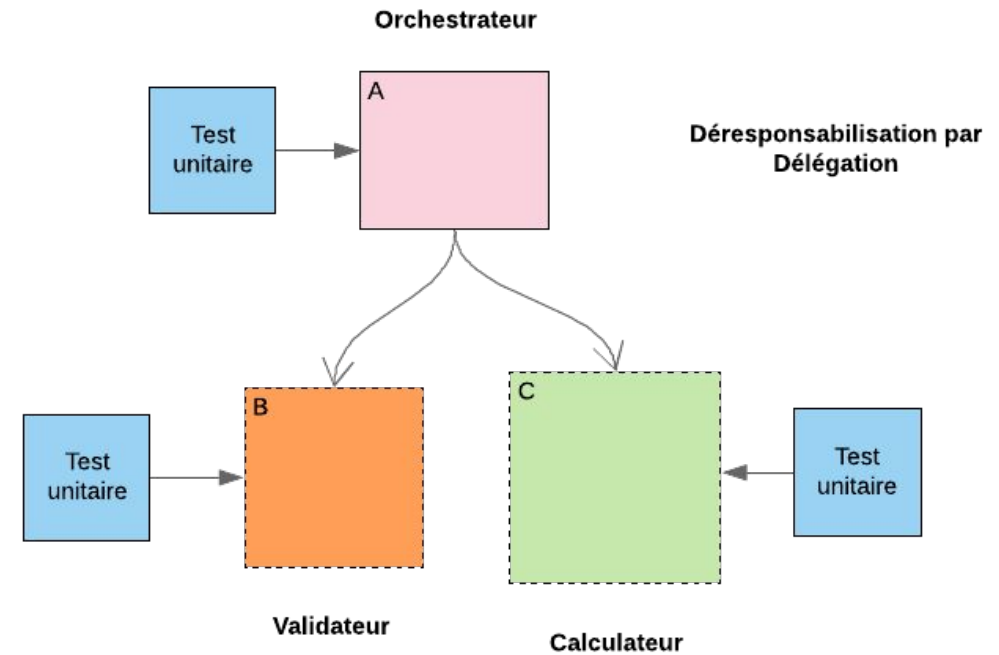 Orchestrateur
A
Test
unitaire
Déresponsabilisation par
Délégation
B
C
Test
unitaire
Test
unitaire
Validateur
Calculateur